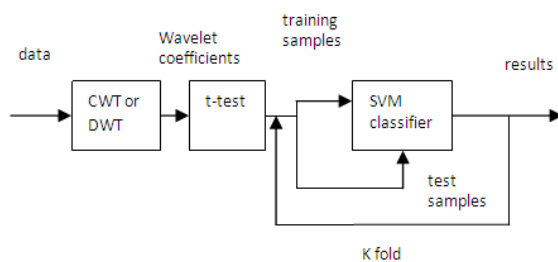 data
Wavelet
coefficients
training
samples
results
CWT or
DWT
t-test
SVM
classifier
test
samples
K fold